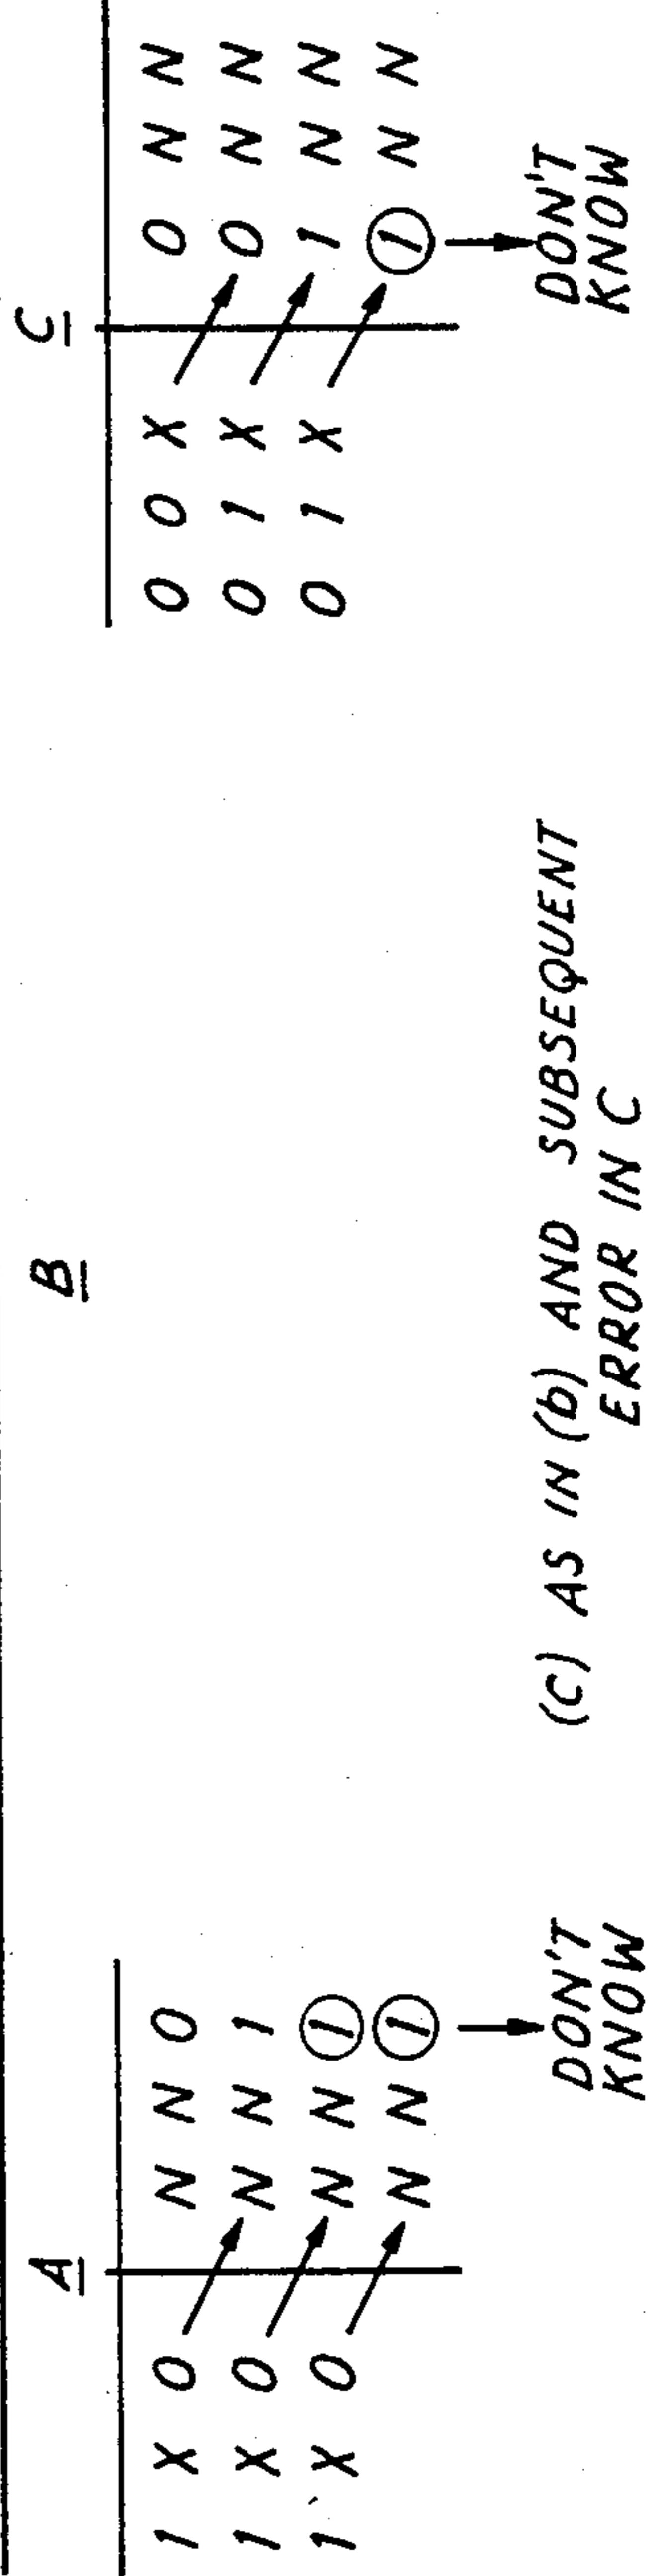 A B C
1 X 0 N N 0
1 X 0 N N 1
1 X 0 N N 1
N N 1
DON'T
KNOW
0 0 X 0 N N
0 1 X 0 N N
0 1 X 1 N N
1 N N
DON'T
KNOW
(c) AS IN (b) AND SUBSEQUENT
ERROR IN C